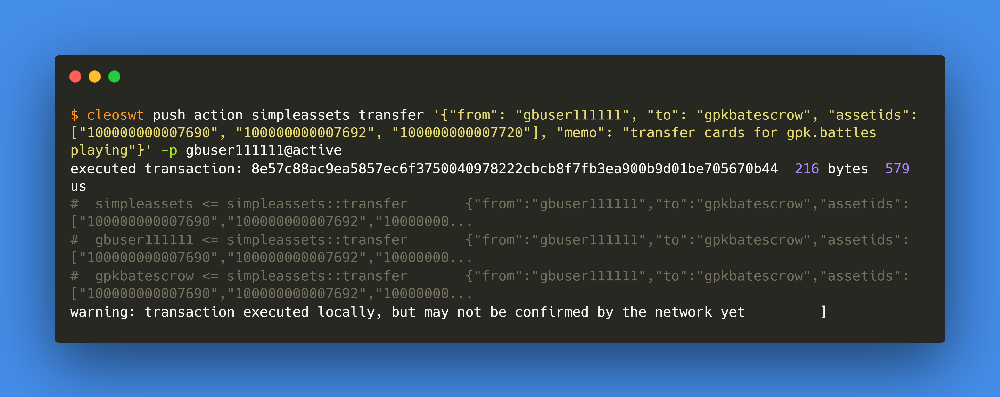 $ cleoswt push action simpleassets transfer '{"from": "gbuser111111", "to": "gpkbatescrow", "assetids":
["100000000007690", "100000000007692", "100000000007720"], "memo": "transfer cards for gpk.battles
playing"}' -p gbuser111111@active
executed transaction: 8e57c88ac9ea5857ec6f3750040978222cbcb8f7fb3ea900b9d01be705670b44  216 bytes  579
us
#  simpleassets <= simpleassets::transfer       {"from":"gbuser111111","to":"gpkbatescrow","assetids":
["100000000007690","100000000007692","10000000...
#  gbuser111111 <= simpleassets::transfer       {"from":"gbuser111111","to":"gpkbatescrow","assetids":
["100000000007690","100000000007692","10000000...
#  gpkbatescrow <= simpleassets::transfer       {"from":"gbuser111111","to":"gpkbatescrow","assetids":
["100000000007690","100000000007692","10000000...
warning: transaction executed locally, but may not be confirmed by the network yet         ]